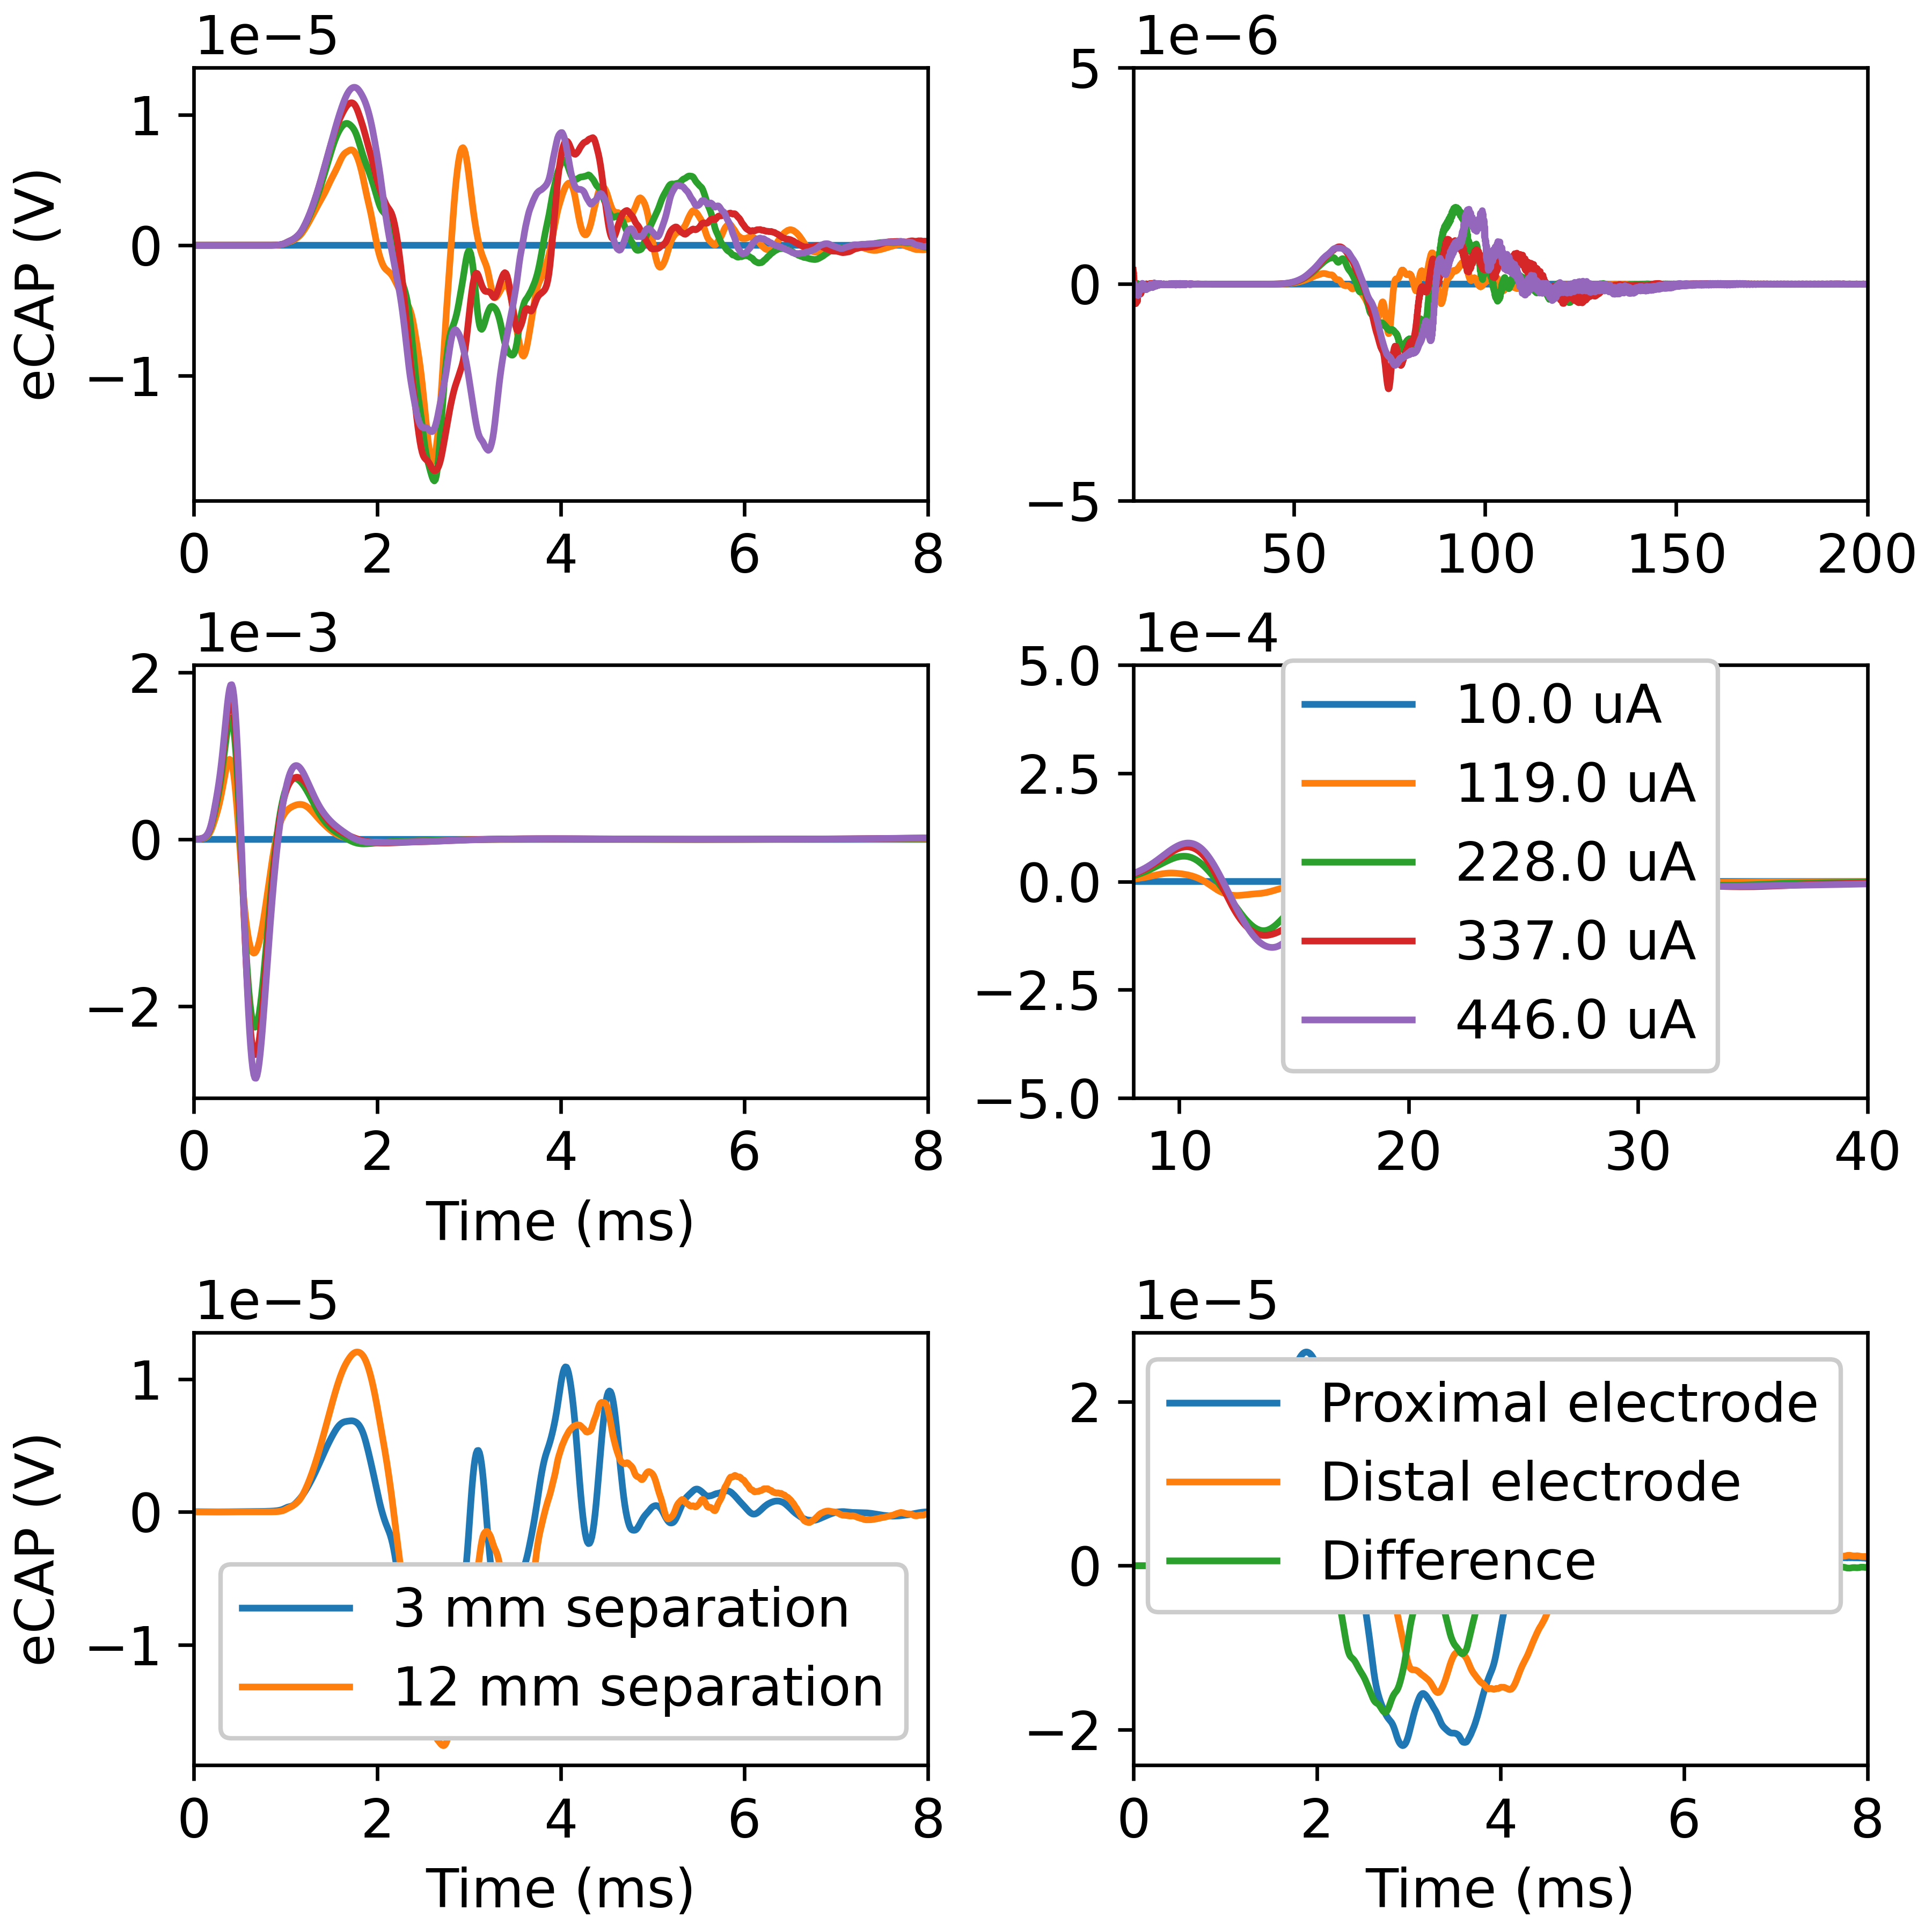 1e−5
1
0
−1
eCAP (V)
0 2 4 6 8
1e−6
5
0
−5
50 100 150 200
1e−3
2
0
−2
0 2 4 6 8
Time (ms)
1e−4
5.0
2.5
0.0
−2.5
−5.0
10 20 30 40
10.0 uA
119.0 uA
228.0 uA
337.0 uA
446.0 uA
1e−5
1
0
−1
eCAP (V)
3 mm separation
12 mm separation
0 2 4 6 8
Time (ms)
1e−5
2
0
−2
Proximal electrode
Distal electrode
Difference
0 2 4 6 8
Time (ms)